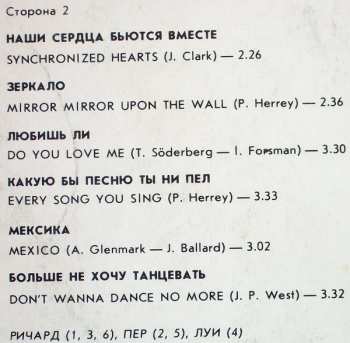 Сторона 2
НАШИ СЕРДЦА БЬЮТСЯ ВМЕСТЕ
SYNCHRONIZED HEARTS (J. Clark) — 2.26
ЗЕРКАЛО
MIRROR MIRROR UPON THE WALL (P. Herrey) — 2.36
ЛЮБИШЬ ЛИ
DO YOU LOVE ME (T. Söderberg — I. Forsman) — 3.30
КАКУЮ БЫ ПЕСНЮ ТЫ НИ ПЕЛ
EVERY SONG YOU SING (P. Herrey) — 3.33
МЕКСИКА
MEXICO (A. Glenmark — J. Ballard) — 3.02
БОЛЬШЕ НЕ ХОЧУ ТАНЦЕВАТЬ
DON'T WANNA DANCE NO MORE (J. P. West) — 3.32
РИЧАРД (1, 3, 6), ПЕР (2, 5), ЛУИ (4)